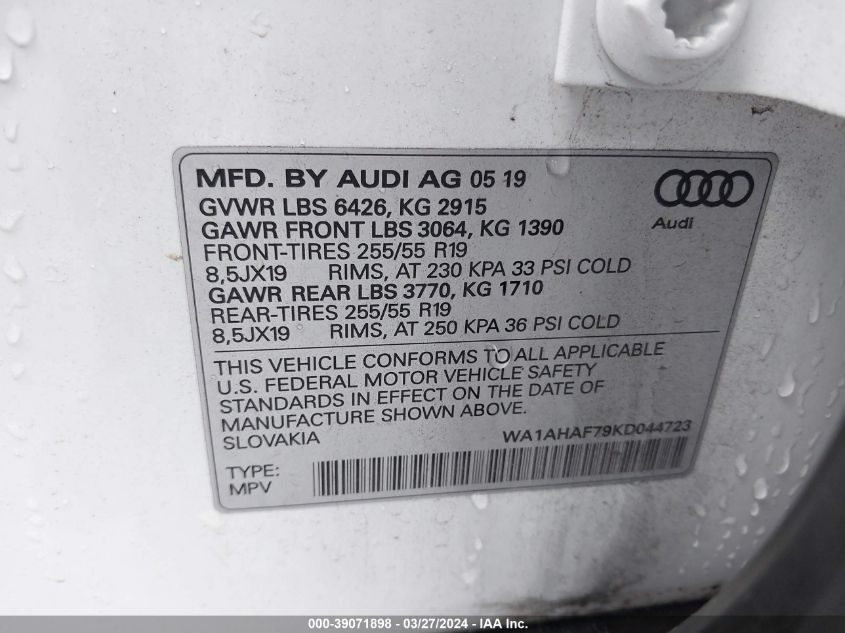 MFD. BY AUDI AG 05 19
GVWR LBS 6426, KG 2915
GAWR FRONT LBS 3064, KG 1390
FRONT-TIRES 255/55 R19
8,5JX19 RIMS, AT 230 KPA 33 PSI COLD
GAWR REAR LBS 3770, KG 1710
REAR-TIRES 255/55 R19
8,5JX19 RIMS, AT 250 KPA 36 PSI COLD
Audi
THIS VEHICLE CONFORMS TO ALL APPLICABLE
U.S. FEDERAL MOTOR VEHICLE SAFETY
STANDARDS IN EFFECT ON THE DATE OF
MANUFACTURE SHOWN ABOVE.
SLOVAKIA WA1AHAF79KD044723
TYPE:
MPV
000-39071898 - 03/27/2024 - IAA Inc.